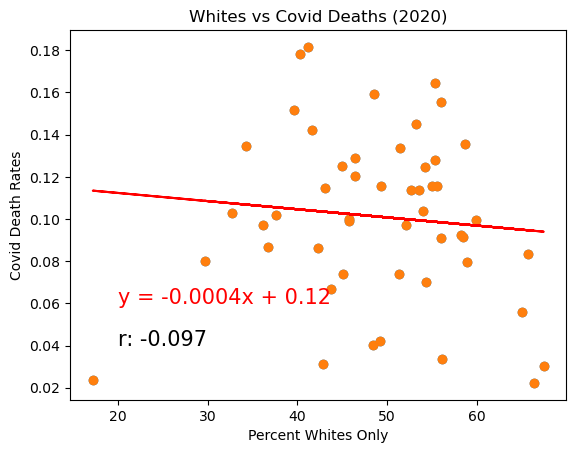 Whites vs Covid Deaths (2020)
0.18
0.16
0.14
0.12
0.10
0.08
0.06
0.04
0.02
Covid Death Rates
y = -0.0004x + 0.12
r: -0.097
20 30 40 50 60
Percent Whites Only